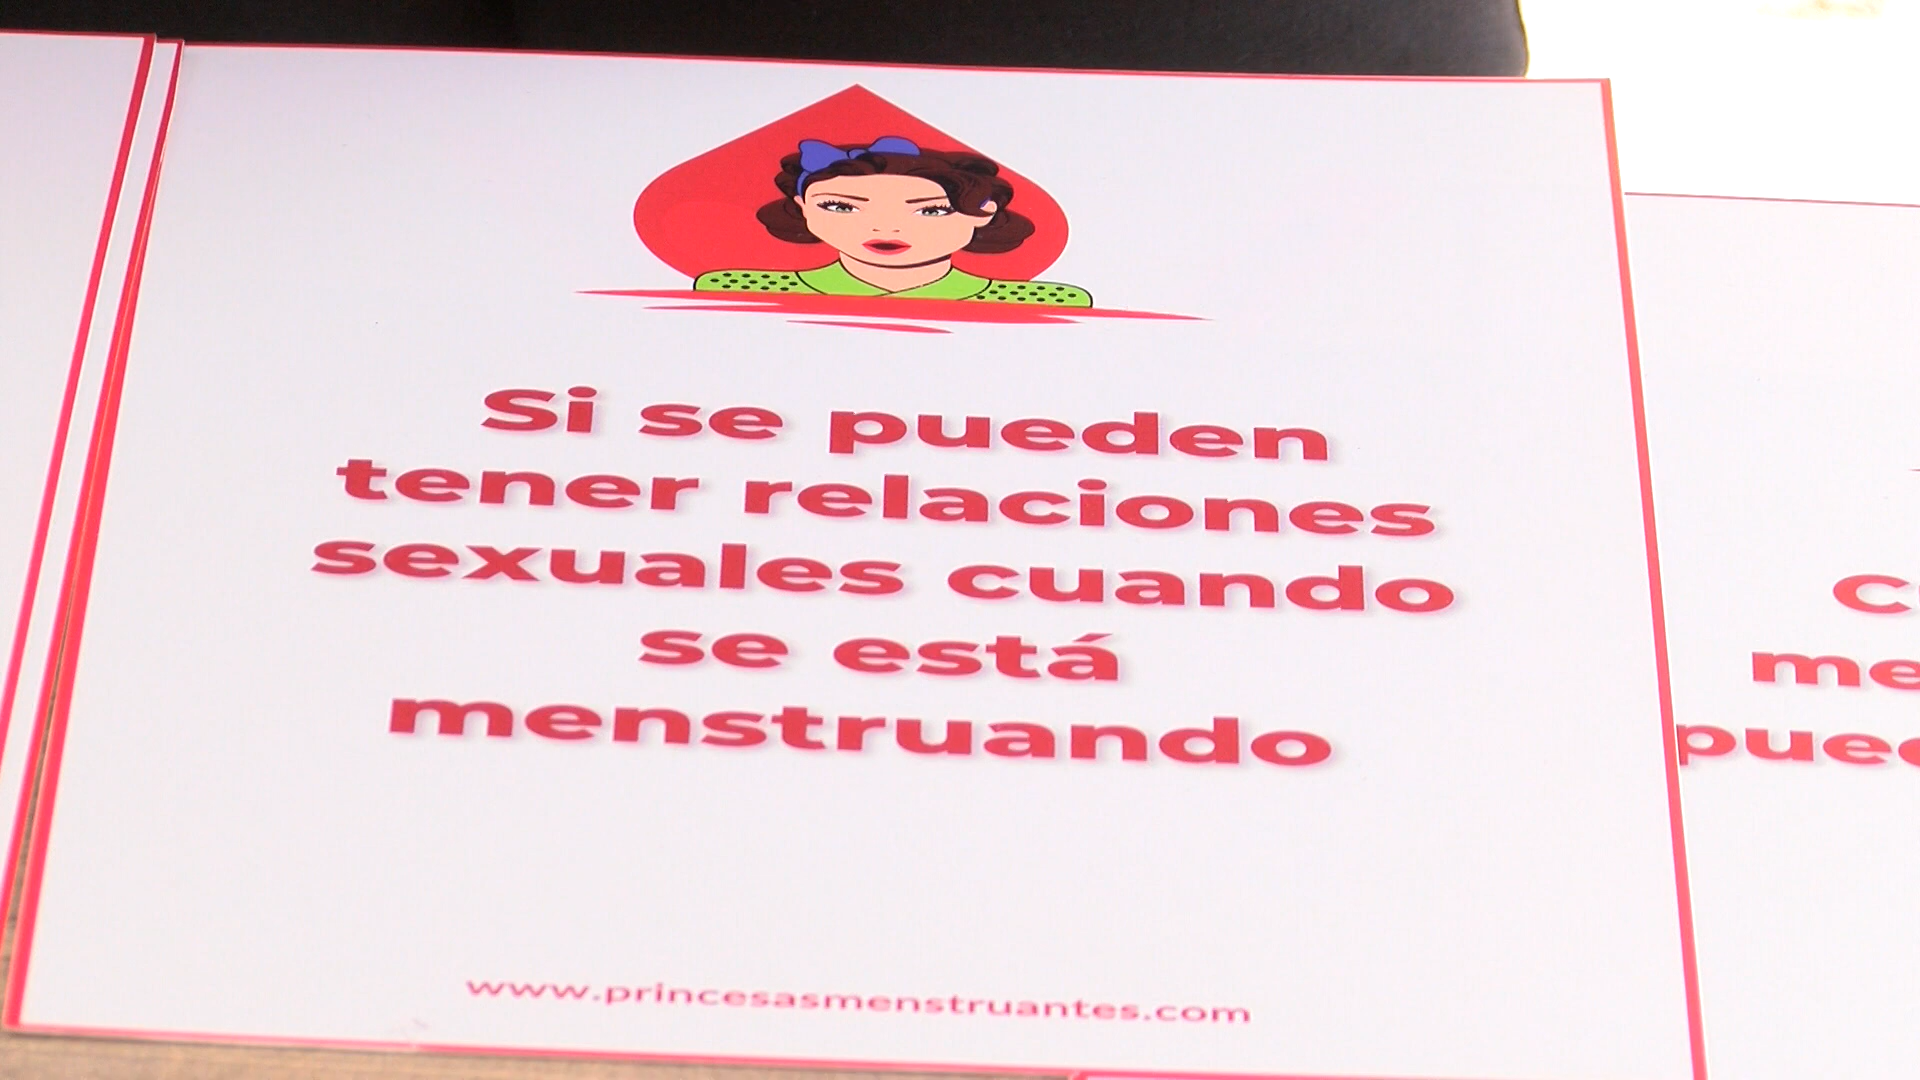 Si se pueden
tener relaciones
sexuales cuando
se está
menstruando
www.princesasmenstruantes.com